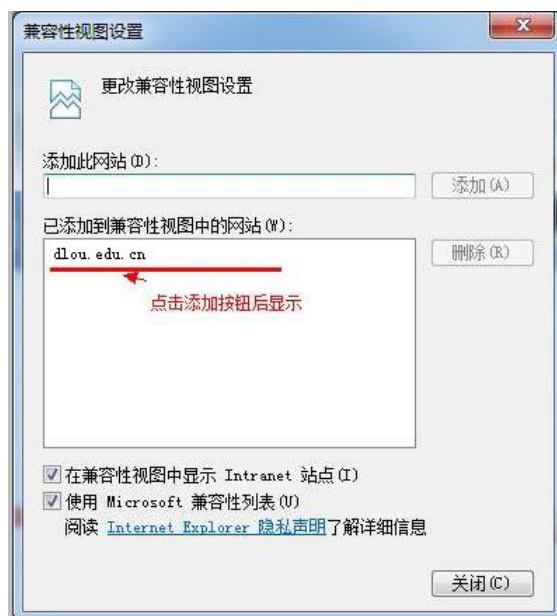 兼容性视图设置
更改兼容性视图设置
添加此网站(D):
添加(A)
已添加到兼容性视图中的网站(W):
dlou.edu.cn
删除(R)
点击添加按钮后显示
在兼容性视图中显示 Intranet 站点(I)
使用 Microsoft 兼容性列表(U)
阅读 Internet Explorer 隐私声明了解详细信息
关闭(C)